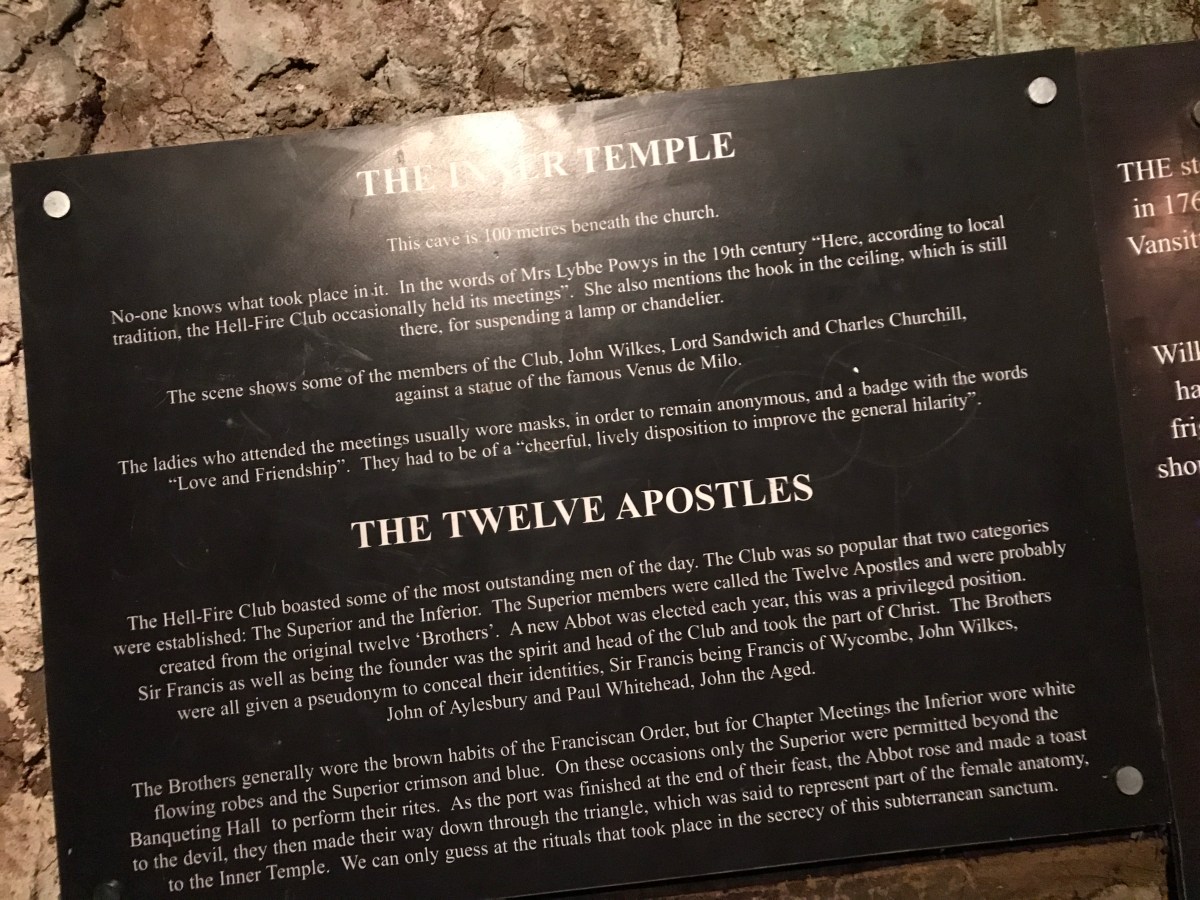 THE INNER TEMPLE
This cave is 100 metres beneath the church.
No-one knows what took place in it. In the words of Mrs Lybbe Powys in the 19th century “Here, according to local
tradition, the Hell-Fire Club occasionally held its meetings”. She also mentions the hook in the ceiling, which is still
there, for suspending a lamp or chandelier.
The scene shows some of the members of the Club, John Wilkes, Lord Sandwich and Charles Churchill,
against a statue of the famous Venus de Milo.
The ladies who attended the meetings usually wore masks, in order to remain anonymous, and a badge with the words
“Love and Friendship”. They had to be of a “cheerful, lively disposition to improve the general hilarity”.
THE TWELVE APOSTLES
The Hell-Fire Club boasted some of the most outstanding men of the day. The Club was so popular that two categories
were established: The Superior and the Inferior. The Superior members were called the Twelve Apostles and were probably
created from the original twelve ‘Brothers’. A new Abbot was elected each year, this was a privileged position.
Sir Francis as well as being the founder was the spirit and head of the Club and took the part of Christ. The Brothers
were all given a pseudonym to conceal their identities, Sir Francis being Francis of Wycombe, John Wilkes,
John of Aylesbury and Paul Whitehead, John the Aged.
The Brothers generally wore the brown habits of the Franciscan Order, but for Chapter Meetings the Inferior wore white
flowing robes and the Superior crimson and blue. On these occasions only the Superior were permitted beyond the
Banqueting Hall to perform their rites. As the port was finished at the end of their feast, the Abbot rose and made a toast
to the devil, they then made their way down through the triangle, which was said to represent part of the female anatomy,
to the Inner Temple. We can only guess at the rituals that took place in the secrecy of this subterranean sanctum.
THE st
in 176
Vansit
Will
ha
fri
sho